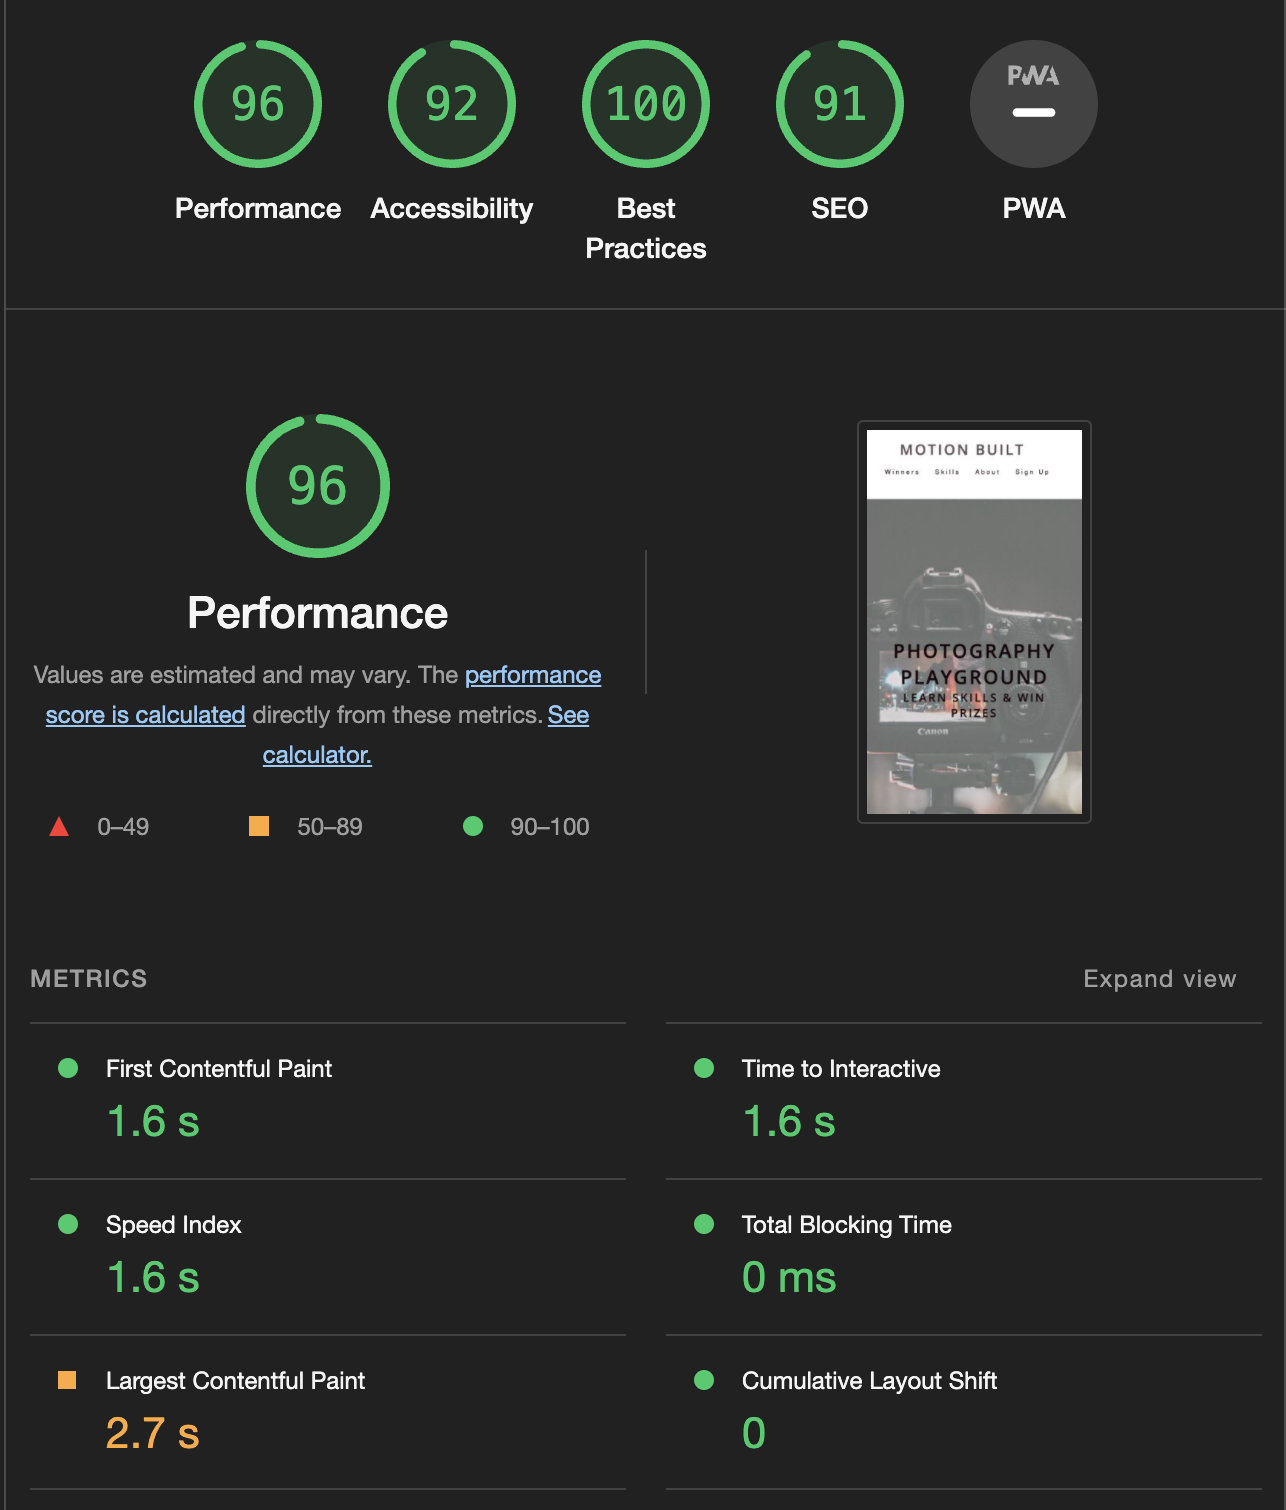 96
92
100
91
PWA
Performance
Accessibility
Best
Practices
SEO
PWA
96
Performance
Values are estimated and may vary. The performance
score is calculated directly from these metrics. See
calculator.
0–49
50–89
90–100
MOTION BUILT
Winners Skills About Sign Up
PHOTOGRAPHY
PLAYGROUND
LEARN SKILLS & WIN
PRIZES
Canon
METRICS
Expand view
First Contentful Paint
1.6 s
Time to Interactive
1.6 s
Speed Index
1.6 s
Total Blocking Time
0 ms
Largest Contentful Paint
2.7 s
Cumulative Layout Shift
0